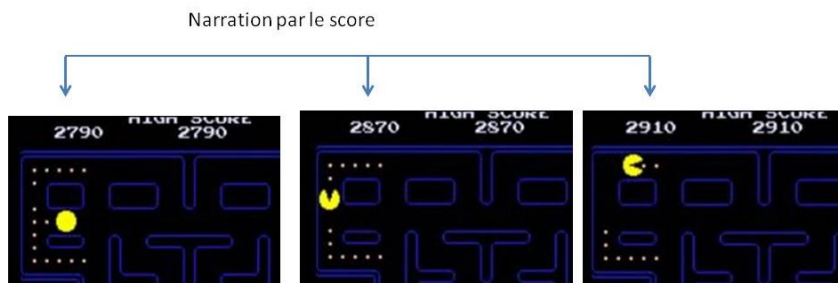 Narration par le score
HIGH SCORE
2790 2790
HIGH SCORE
2870 2870
HIGH SCORE
2910 2910